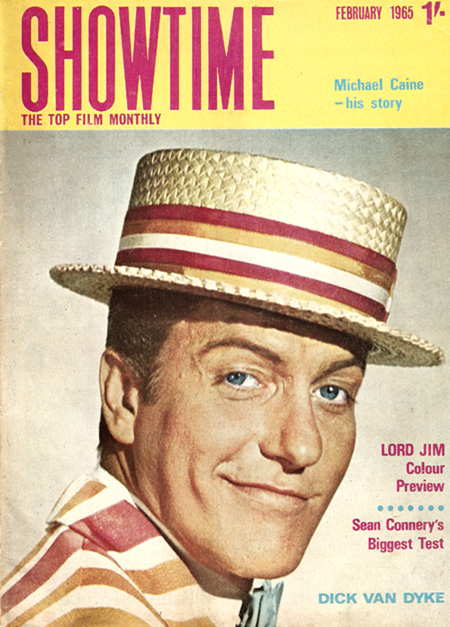 SHOWTIME
FEBRUARY 1965 1'-
THE TOP FILM MONTHLY
Michael Caine
– his story
LORD JIM
Colour
Preview
Sean Connery's
Biggest Test
DICK VAN DYKE